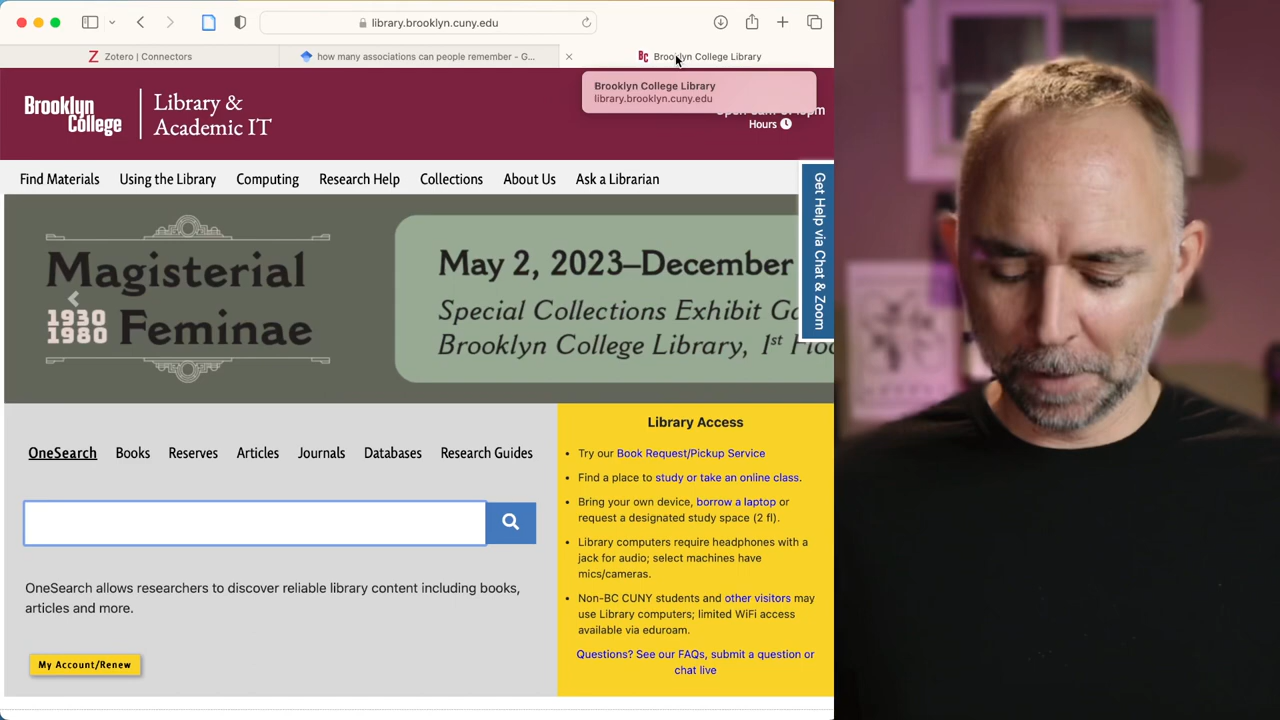 library.brooklyn.cuny.edu
Zotero | Connectors
how many associations can people remember - G...
Brooklyn College Library
Brooklyn College Library
library.brooklyn.cuny.edu
Brooklyn
College
Library &
Academic IT
Open
Hours
Find Materials
Using the Library
Computing
Research Help
Collections
About Us
Ask a Librarian
Get Help via Chat & Zoom
Magisterial
1930
1980
Feminae
May 2, 2023–December
Special Collections Exhibit Ga
Brooklyn College Library, 1st Floo
OneSearch
Books
Reserves
Articles
Journals
Databases
Research Guides
OneSearch allows researchers to discover reliable library content including books,
articles and more.
My Account/Renew
Library Access
Try our Book Request/Pickup Service
Find a place to study or take an online class.
Bring your own device, borrow a laptop or
request a designated study space (2 fl).
Library computers require headphones with a
jack for audio; select machines have
mics/cameras.
Non-BC CUNY students and other visitors may
use Library computers; limited WiFi access
available via eduroam.
Questions? See our FAQs, submit a question or
chat live